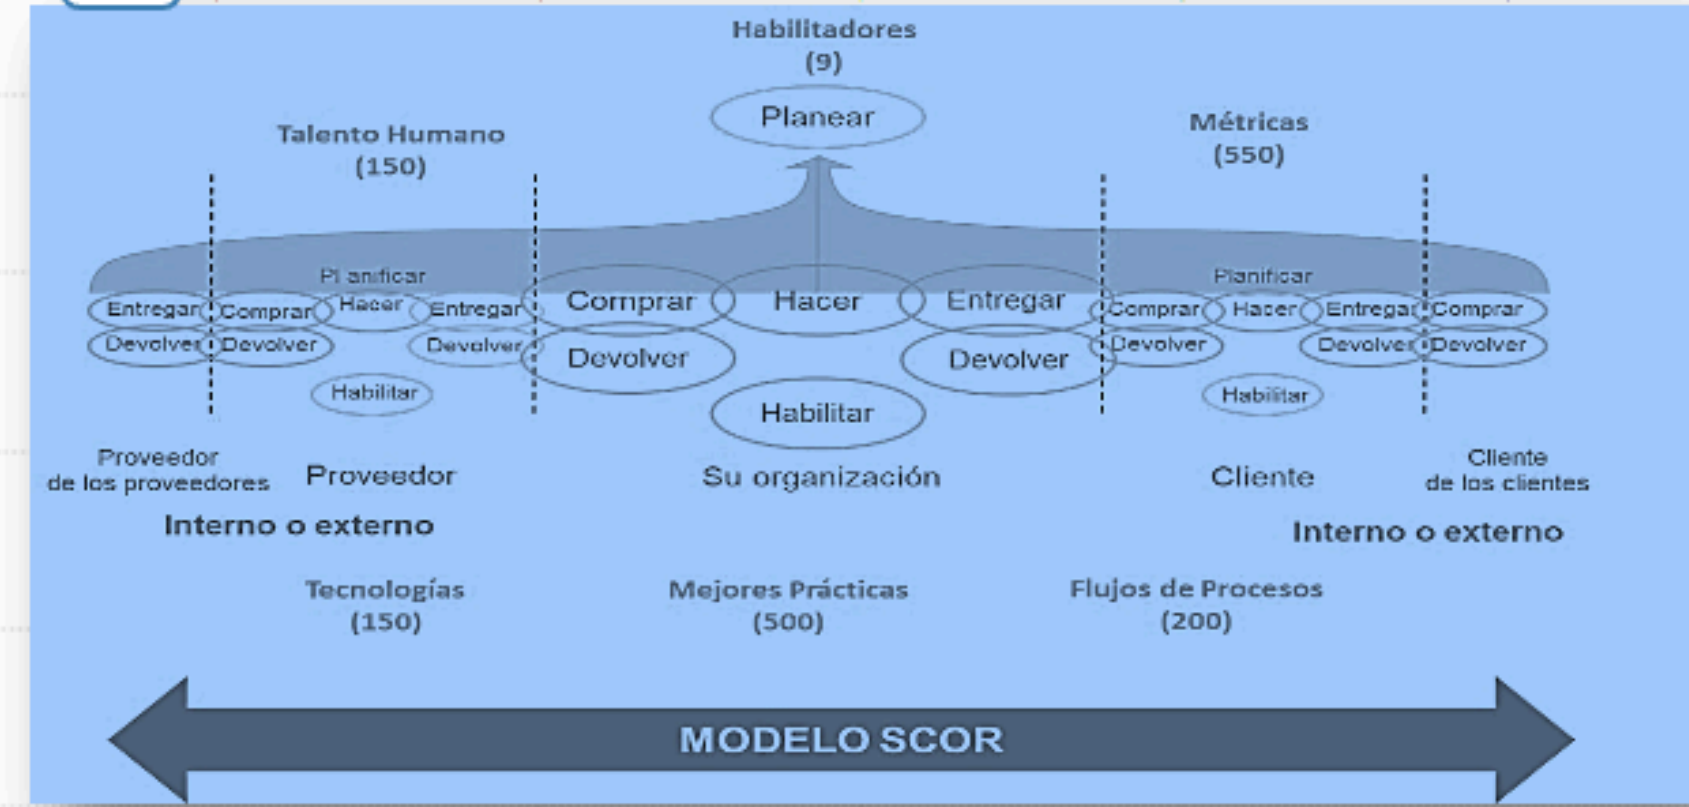 Habilitadores
(9)
Planear
Talento Humano
(150)
Métricas
(550)
Pl anificar
Planificar
Entregar Comprar Hacer Entregar Comprar Hacer Entregar Comprar Hacer Entregar Comprar
Devolver Devolver Devolver Devolver Devolver Devolver Devolver Devolver
Habilitar Habilitar Habilitar
Proveedor
de los proveedores
Proveedor
Su organización
Cliente
Cliente
de los clientes
Interno o externo
Interno o externo
Tecnologías
(150)
Mejores Prácticas
(500)
Flujos de Procesos
(200)
MODELO SCOR